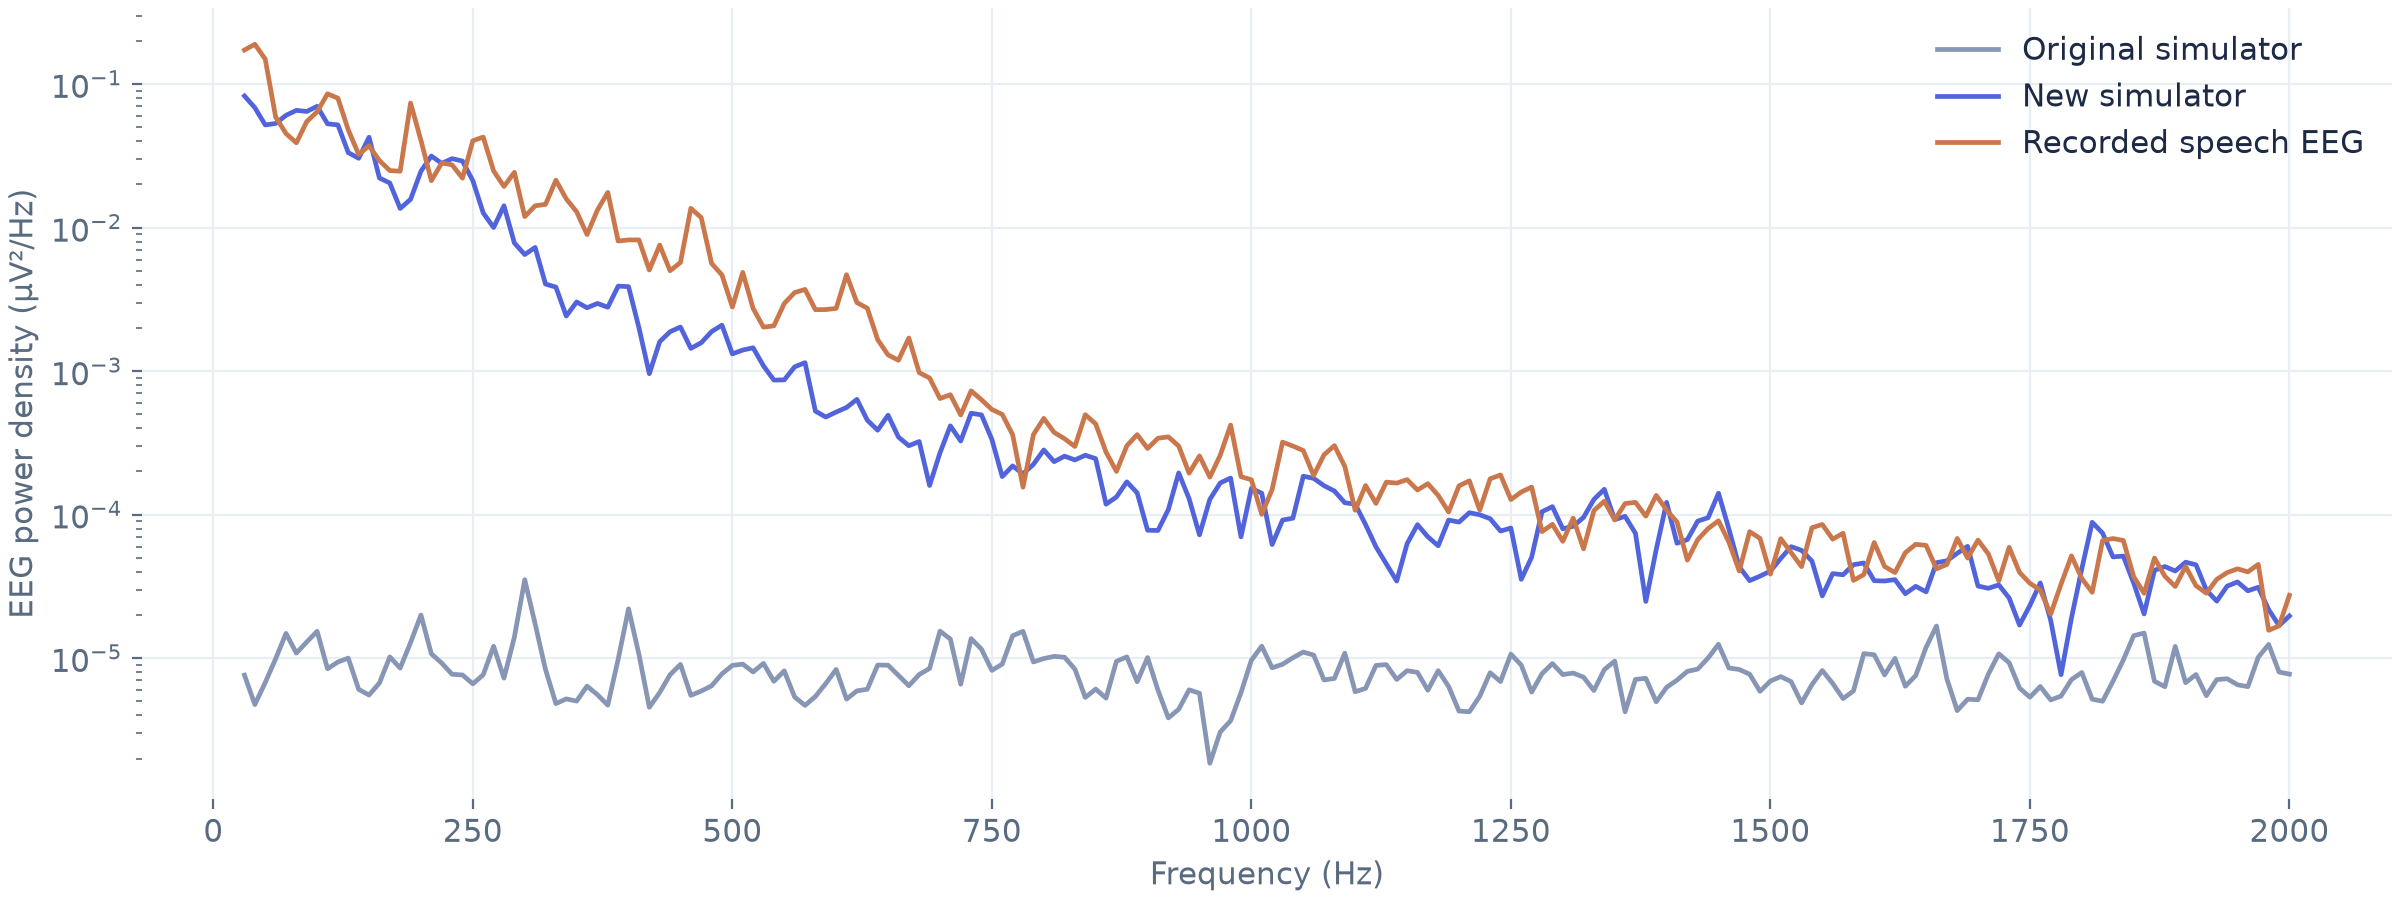 Original simulator
New simulator
Recorded speech EEG
EEG power density (µV²/Hz)
10⁻¹
10⁻²
10⁻³
10⁻⁴
10⁻⁵
0 250 500 750 1000 1250 1500 1750 2000
Frequency (Hz)